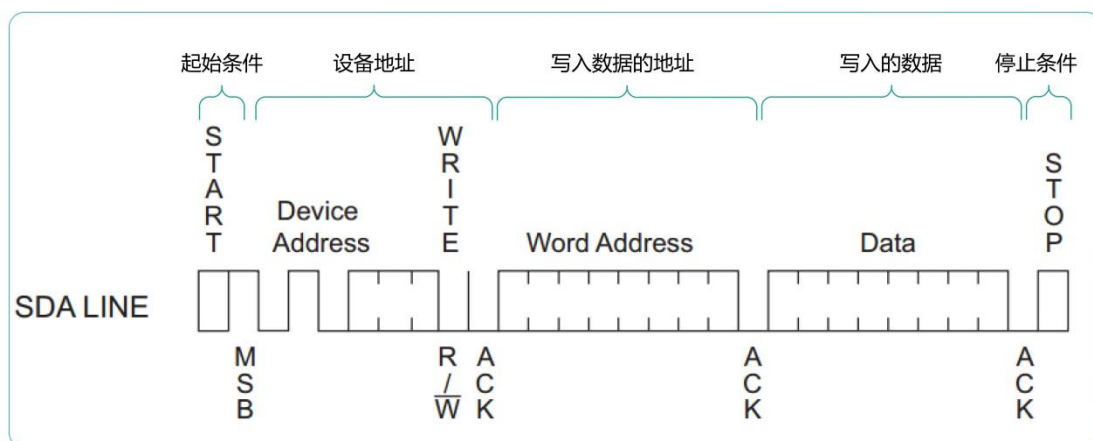 起始条件 设备地址 写入数据的地址 写入的数据 停止条件
START
WRITE
STOP
Device
Address
Word Address
Data
SDA LINE
MSB
R/W
ACK
ACK
ACK